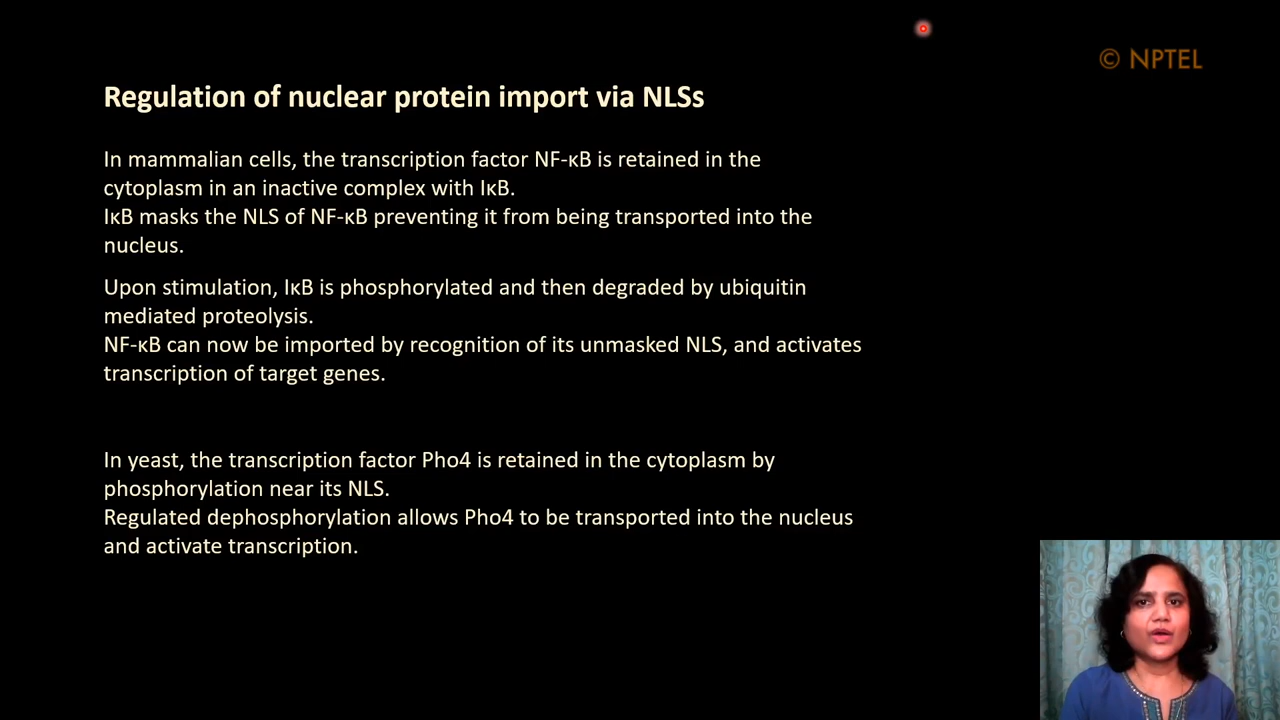 © NPTEL
Regulation of nuclear protein import via NLSs
In mammalian cells, the transcription factor NF-κB is retained in the
cytoplasm in an inactive complex with IκB.
IκB masks the NLS of NF-κB preventing it from being transported into the
nucleus.
Upon stimulation, IκB is phosphorylated and then degraded by ubiquitin
mediated proteolysis.
NF-κB can now be imported by recognition of its unmasked NLS, and activates
transcription of target genes.
In yeast, the transcription factor Pho4 is retained in the cytoplasm by
phosphorylation near its NLS.
Regulated dephosphorylation allows Pho4 to be transported into the nucleus
and activate transcription.